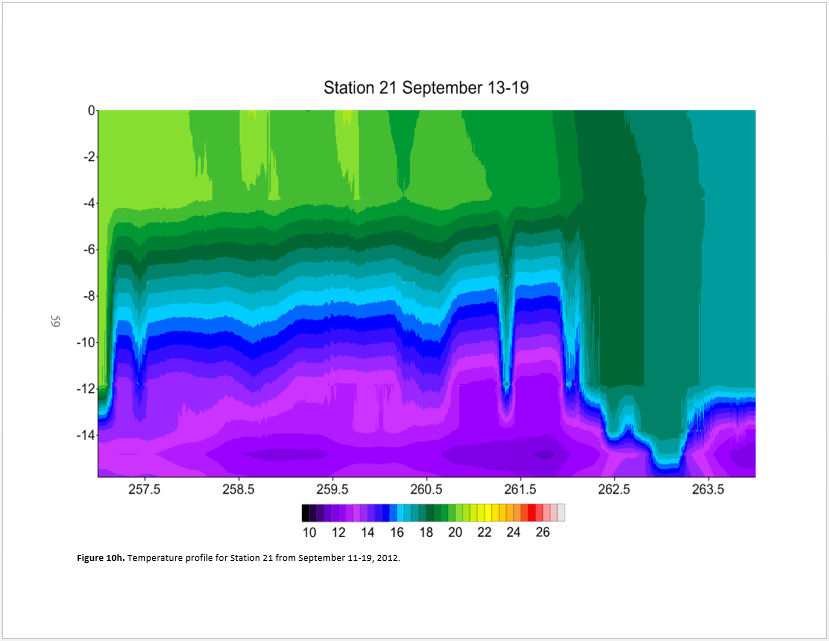 Station 21 September 13-19
0
-2
-4
-6
-8
-10
-12
-14
59
257.5 258.5 259.5 260.5 261.5 262.5 263.5
10 12 14 16 18 20 22 24 26
Figure 10h. Temperature profile for Station 21 from September 11-19, 2012.